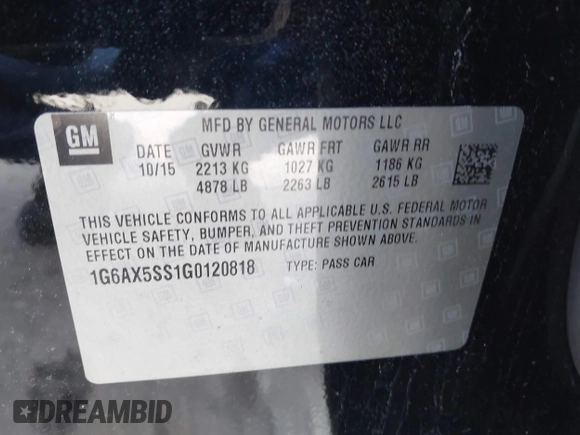 GM
MFD BY GENERAL MOTORS LLC
DATE GVWR GAWR FRT GAWR RR
10/15 2213 KG 1027 KG 1186 KG
4878 LB 2263 LB 2615 LB
THIS VEHICLE CONFORMS TO ALL APPLICABLE U.S. FEDERAL MOTOR
VEHICLE SAFETY, BUMPER, AND THEFT PREVENTION STANDARDS IN
EFFECT ON THE DATE OF MANUFACTURE SHOWN ABOVE.
1G6AX5SS1G0120818 TYPE: PASS CAR
DREAMBID